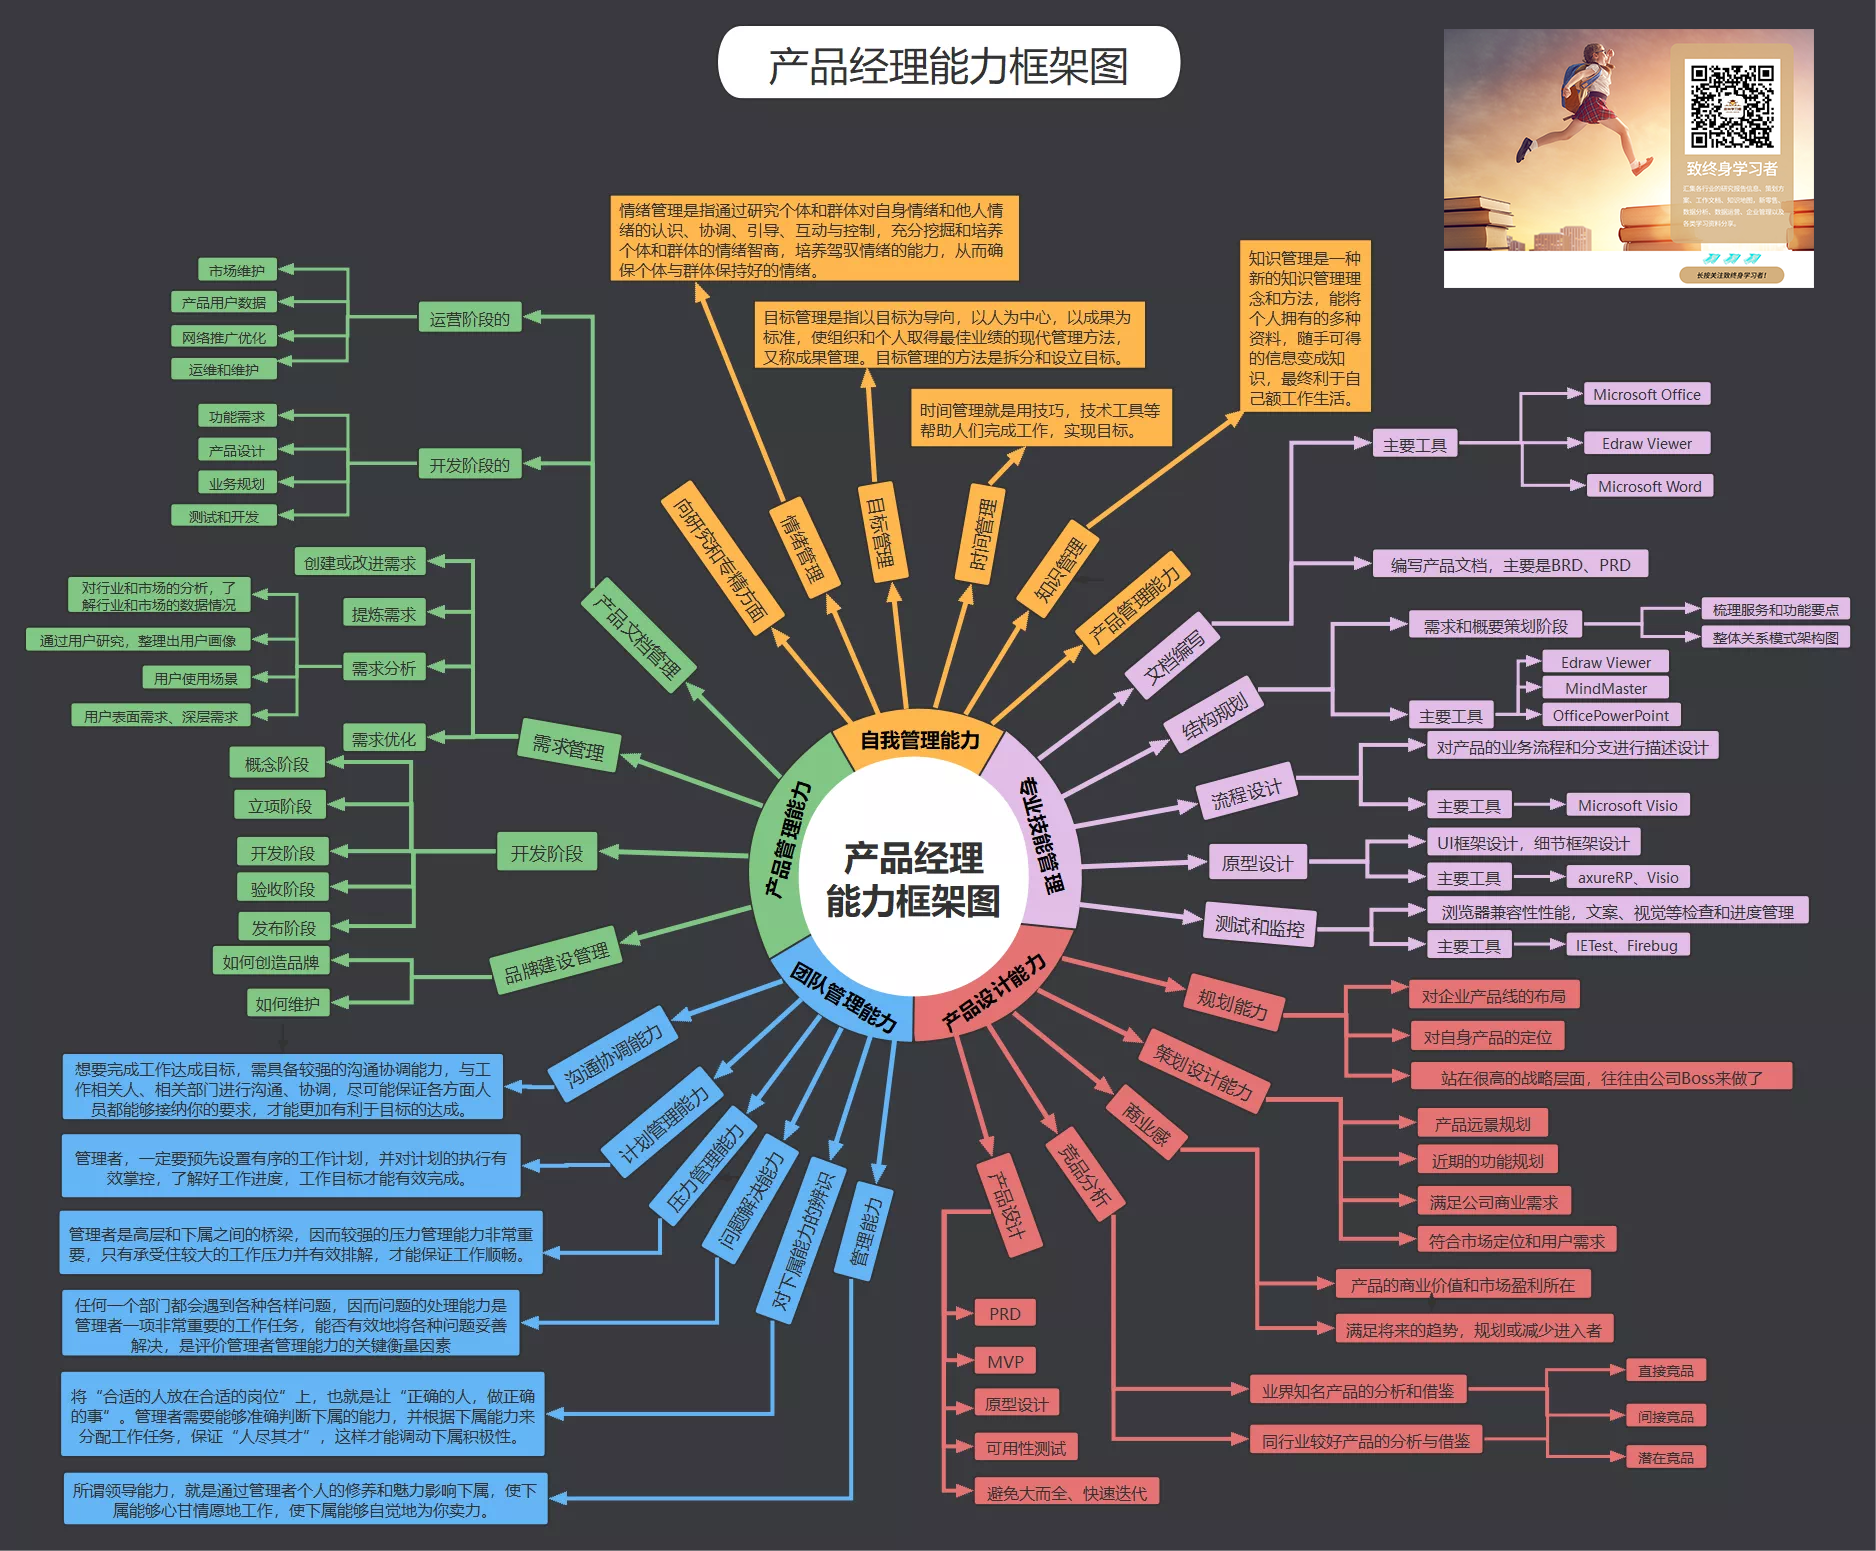 产品经理能力框架图
致终身学习者
汇集各行业的研究报告信息、策划方
案、工作文档、知识地图、新零售、
数据分析、数据运营、企业管理以及
各类学习资料分享。
长按关注致终身学习者!
情绪管理是指通过研究个体和群体对自身情绪和他人情
绪的认识、协调、引导、互动与控制，充分挖掘和培养
个体和群体的情绪智商，培养驾驭情绪的能力，从而确
保个体与群体保持好的情绪。
目标管理是指以目标为导向，以人为中心，以成果为
标准，使组织和个人取得最佳业绩的现代管理方法，
又称成果管理。目标管理的方法是拆分和设立目标。
时间管理就是用技巧，技术工具等
帮助人们完成工作，实现目标。
知识管理是一种
新的知识管理理
念和方法，能将
个人拥有的多种
资料，随手可得
的信息变成知
识，最终利于自
己额工作生活。
向研究和专精方面
情绪管理
目标管理
时间管理
知识管理
产品管理能力
自我管理能力
产品经理
能力框架图
专业技能管理
产品设计能力
团队管理能力
产品管理能力
市场维护
产品用户数据
网络推广优化
运维和维护
运营阶段的
功能需求
产品设计
业务规划
测试和开发
开发阶段的
产品文档管理
创建或改进需求
提炼需求
需求分析
需求优化
对行业和市场的分析，了
解行业和市场的数据情况
通过用户研究，整理出用户画像
用户使用场景
用户表面需求、深层需求
需求管理
概念阶段
立项阶段
开发阶段
验收阶段
发布阶段
开发阶段
如何创造品牌
如何维护
品牌建设管理
文档编写
主要工具
Microsoft Office
Edraw Viewer
Microsoft Word
编写产品文档，主要是BRD、PRD
结构规划
需求和概要策划阶段
梳理服务和功能要点
整体关系模式架构图
主要工具
Edraw Viewer
MindMaster
OfficePowerPoint
流程设计
对产品的业务流程和分支进行描述设计
主要工具
Microsoft Visio
原型设计
UI框架设计，细节框架设计
主要工具
axureRP、Visio
测试和监控
浏览器兼容性性能，文案、视觉等检查和进度管理
主要工具
IETest、Firebug
规划能力
对企业产品线的布局
对自身产品的定位
站在很高的战略层面，往往由公司Boss来做了
策划设计能力
产品远景规划
近期的功能规划
满足公司商业需求
符合市场定位和用户需求
商业感
产品的商业价值和市场盈利所在
满足将来的趋势，规划或减少进入者
竞品分析
业界知名产品的分析和借鉴
同行业较好产品的分析与借鉴
直接竞品
间接竞品
潜在竞品
产品设计
PRD
MVP
原型设计
可用性测试
避免大而全、快速迭代
沟通协调能力
想要完成工作达成目标，需具备较强的沟通协调能力，与工
作相关人、相关部门进行沟通、协调，尽可能保证各方面人
员都能够接纳你的要求，才能更加有利于目标的达成。
计划管理能力
管理者，一定要预先设置有序的工作计划，并对计划的执行有
效掌控，了解好工作进度，工作目标才能有效完成。
压力管理能力
管理者是高层和下属之间的桥梁，因而较强的压力管理能力非常重
要，只有承受住较大的工作压力并有效排解，才能保证工作顺畅。
问题解决能力
任何一个部门都会遇到各种各样问题，因而问题的处理能力是
管理者一项非常重要的工作任务，能否有效地将各种问题妥善
解决，是评价管理者管理能力的关键衡量因素
对下属能力的辨识
将“合适的人放在合适的岗位”上，也就是让“正确的人，做正确
的事”。管理者需要能够准确判断下属的能力，并根据下属能力来
分配工作任务，保证“人尽其才”，这样才能调动下属积极性。
管理能力
所谓领导能力，就是通过管理者个人的修养和魅力影响下属，使下
属能够心甘情愿地工作，使下属能够自觉地为你卖力。